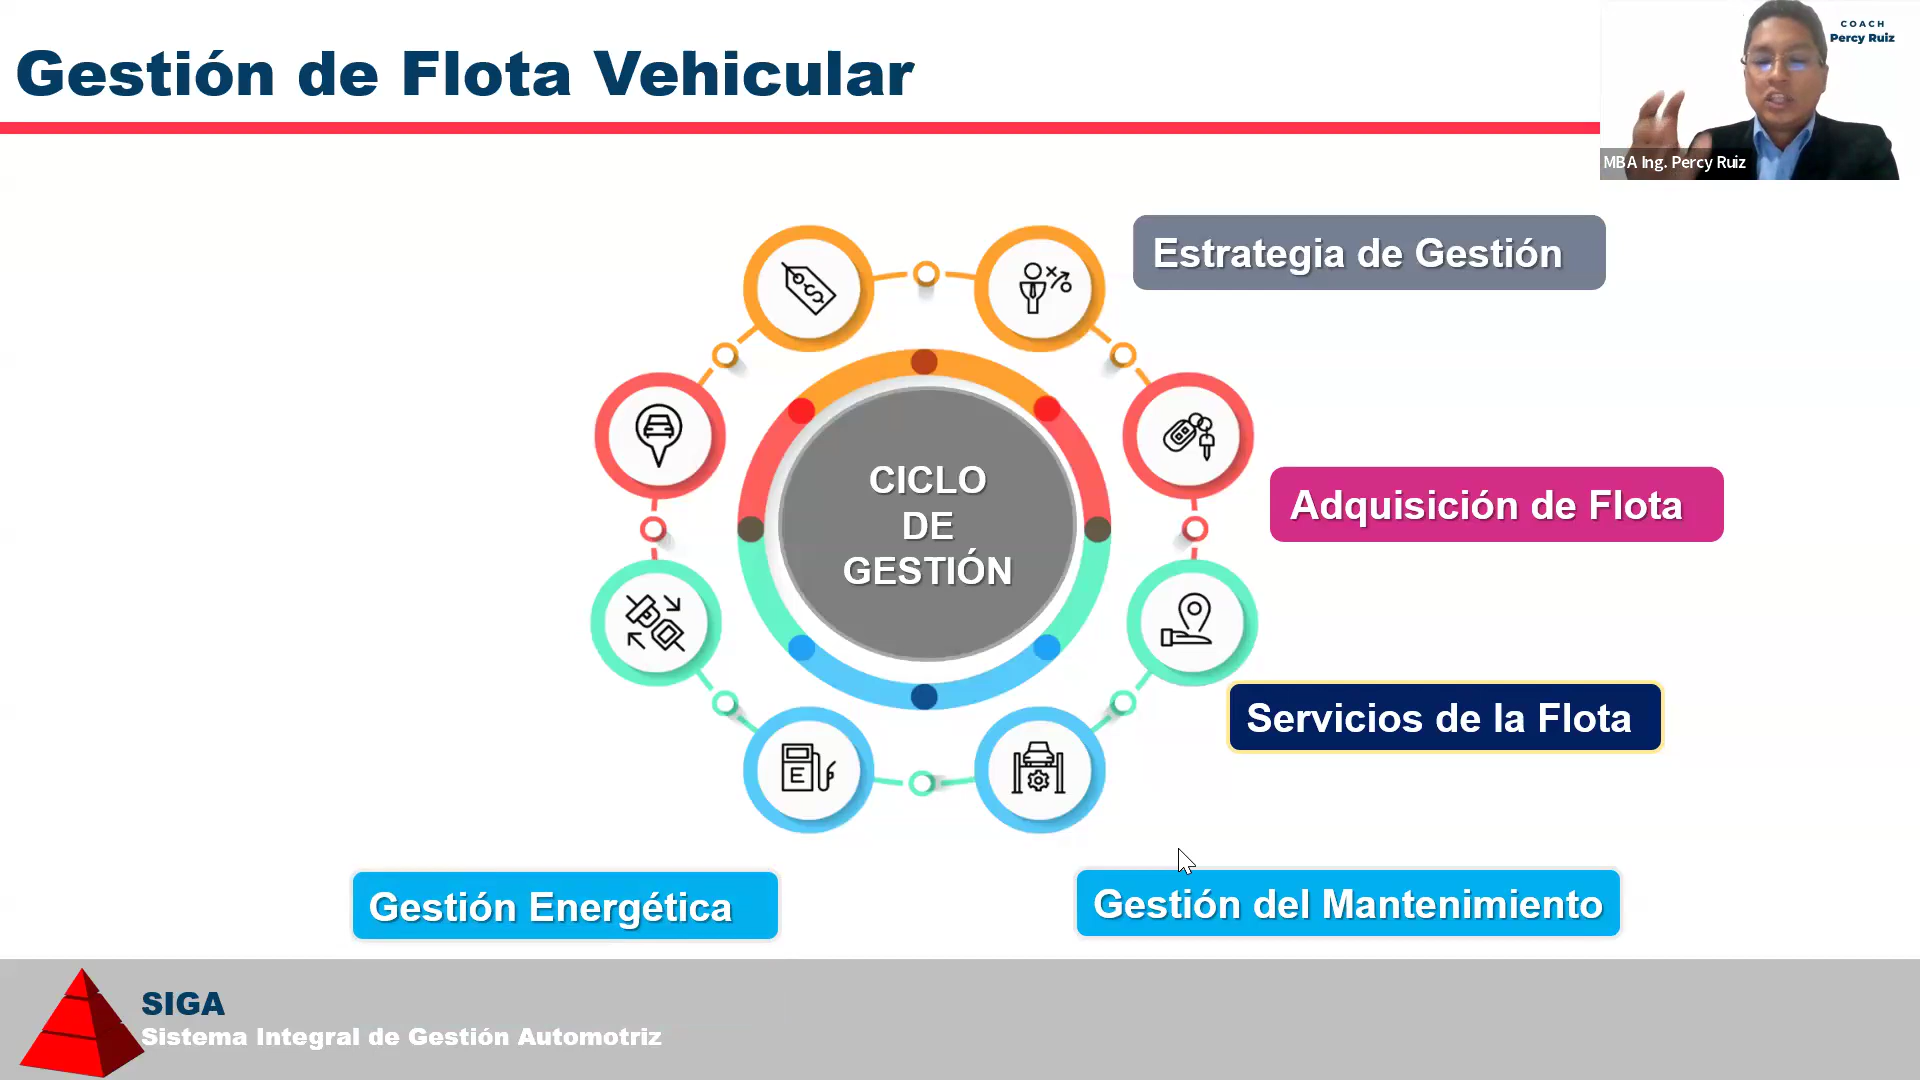 Gestión de Flota Vehicular
COACH
Percy Ruiz
MBA Ing. Percy Ruiz
Estrategia de Gestión
$
CICLO
DE
GESTIÓN
Adquisición de Flota
Servicios de la Flota
E
Gestión Energética
Gestión del Mantenimiento
SIGA
Sistema Integral de Gestión Automotriz